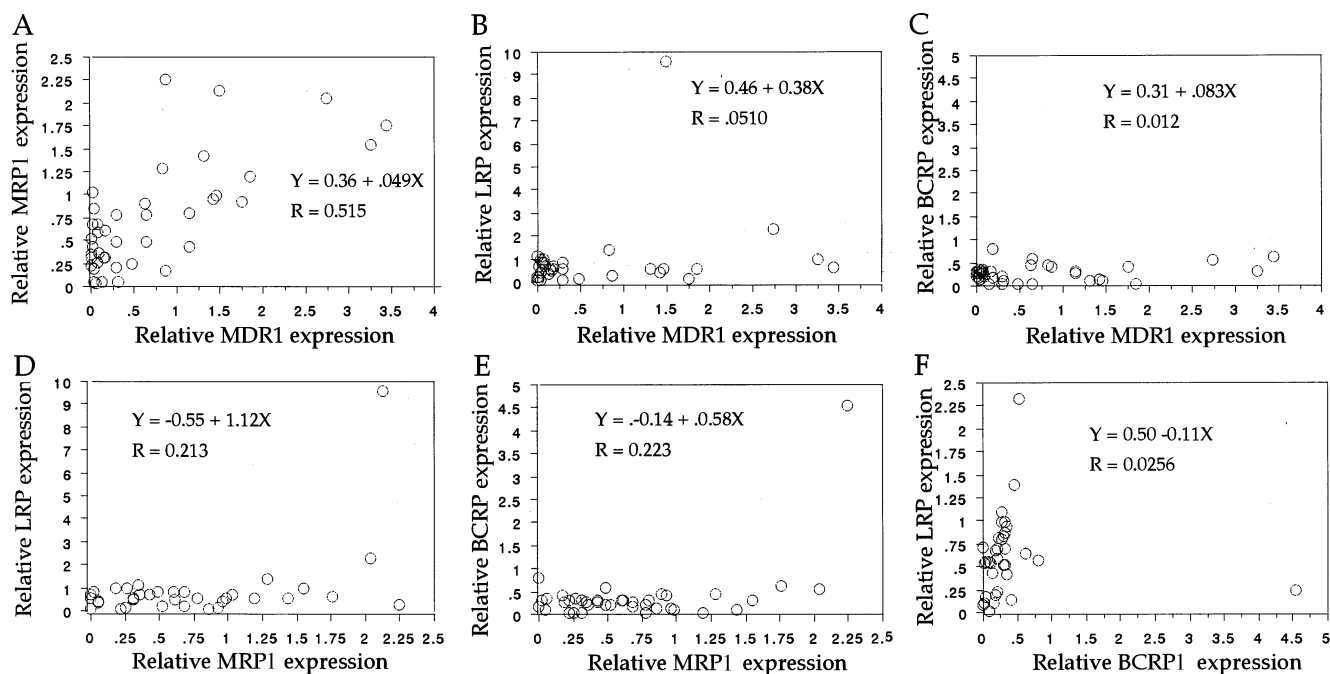 A
Relative MRP1 expression
2.5
2.25
2
1.75
1.5
1.25
1
.75
.5
.25
0
Y = 0.36 + .049X
R = 0.515
0 .5 1 1.5 2 2.5 3 3.5 4
Relative MDR1 expression
B
Relative LRP expression
10
9
8
7
6
5
4
3
2
1
0
Y = 0.46 + 0.38X
R = .0510
0 .5 1 1.5 2 2.5 3 3.5 4
Relative MDR1 expression
C
Relative BCRP expression
5
4.5
4
3.5
3
2.5
2
1.5
1
.5
0
Y = 0.31 + .083X
R = 0.012
0 .5 1 1.5 2 2.5 3 3.5 4
Relative MDR1 expression
D
Relative LRP expression
10
9
8
7
6
5
4
3
2
1
0
Y = -0.55 + 1.12X
R = 0.213
0 .25 .5 .75 1 1.25 1.5 1.75 2 2.25 2.5
Relative MRP1 expression
E
Relative BCRP expression
5
4.5
4
3.5
3
2.5
2
1.5
1
.5
0
Y = .-0.14 + .0.58X
R = 0.223
0 .25 .5 .75 1 1.25 1.5 1.75 2 2.25 2.5
Relative MRP1 expression
F
Relative LRP expression
2.5
2.25
2
1.75
1.5
1.25
1
.75
.5
.25
0
Y = 0.50 -0.11X
R = 0.0256
0 .5 1 1.5 2 2.5 3 3.5 4 4.5 5
Relative BCRP1 expression